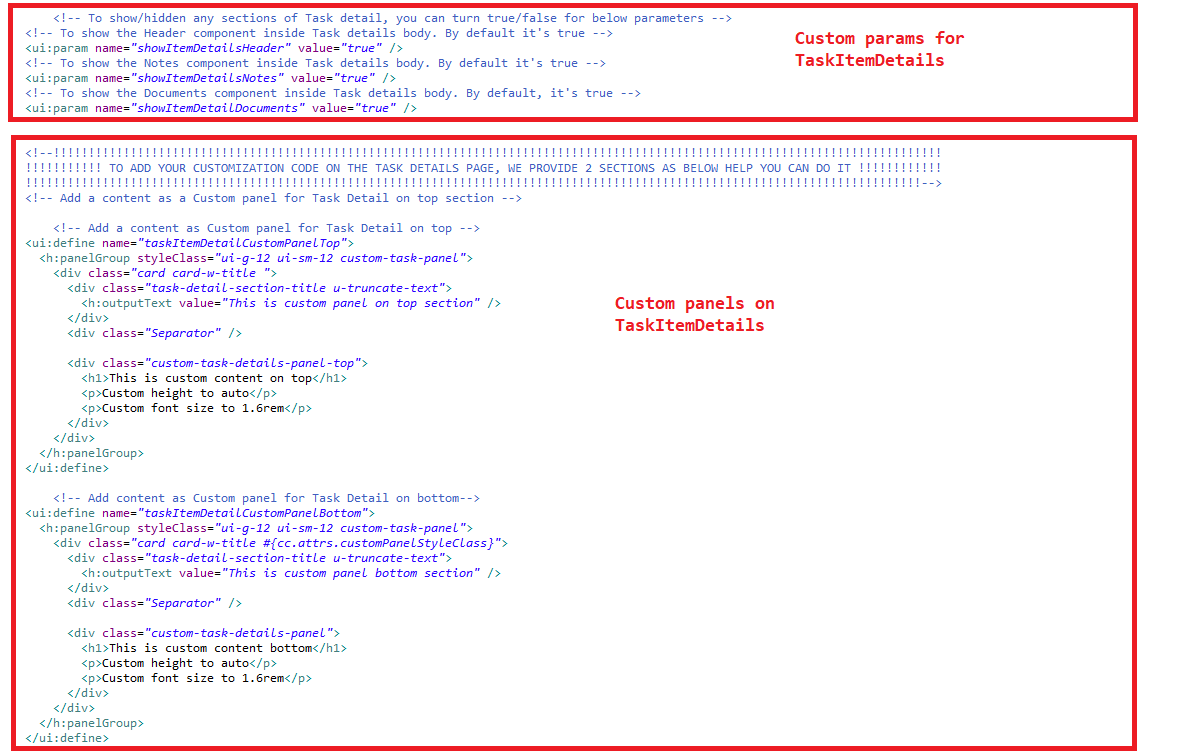 <!-- To show/hidden any sections of Task detail, you can turn true/false for below parameters -->
<!-- To show the Header component inside Task details body. By default it's true -->
<ui:param name="showItemDetailsHeader" value="true" />
<!-- To show the Notes component inside Task details body. By default it's true -->
<ui:param name="showItemDetailsNotes" value="true" />
<!-- To show the Documents component inside Task details body. By default, it's true -->
<ui:param name="showItemDetailDocuments" value="true" />
Custom params for
TaskItemDetails
<!--!!!!!!!!!!!!!!!!!!!!!!!!!!!!!!!!!!!!!!!!!!!!!!!!!!!!!!!!!!!!!!!!!!!!!!!!!!!!!!!!!!!!!!!!!!!!!!!!!!!!!!!!!!!!!!!!!!!!!!!!!!!!!!!
!!!!!!!!!!! TO ADD YOUR CUSTOMIZATION CODE ON THE TASK DETAILS PAGE, WE PROVIDE 2 SECTIONS AS BELOW HELP YOU CAN DO IT !!!!!!!!!!!!
!!!!!!!!!!!!!!!!!!!!!!!!!!!!!!!!!!!!!!!!!!!!!!!!!!!!!!!!!!!!!!!!!!!!!!!!!!!!!!!!!!!!!!!!!!!!!!!!!!!!!!!!!!!!!!!!!!!!!!!!!!!!!!!!-->
<!-- Add a content as a Custom panel for Task Detail on top section -->
<!-- Add a content as Custom panel for Task Detail on top -->
<ui:define name="taskItemDetailCustomPanelTop">
<h:panelGroup styleClass="ui-g-12 ui-sm-12 custom-task-panel">
<div class="card card-w-title ">
<div class="task-detail-section-title u-truncate-text">
<h:outputText value="This is custom panel on top section" />
</div>
<div class="Separator" />
<div class="custom-task-details-panel-top">
<h1>This is custom content on top</h1>
<p>Custom height to auto</p>
<p>Custom font size to 1.6rem</p>
</div>
</div>
</h:panelGroup>
</ui:define>
Custom panels on
TaskItemDetails
<!-- Add content as Custom panel for Task Detail on bottom-->
<ui:define name="taskItemDetailCustomPanelBottom">
<h:panelGroup styleClass="ui-g-12 ui-sm-12 custom-task-panel">
<div class="card card-w-title #{cc.attrs.customPanelStyleClass}">
<div class="task-detail-section-title u-truncate-text">
<h:outputText value="This is custom panel bottom section" />
</div>
<div class="Separator" />
<div class="custom-task-details-panel">
<h1>This is custom content bottom</h1>
<p>Custom height to auto</p>
<p>Custom font size to 1.6rem</p>
</div>
</div>
</h:panelGroup>
</ui:define>